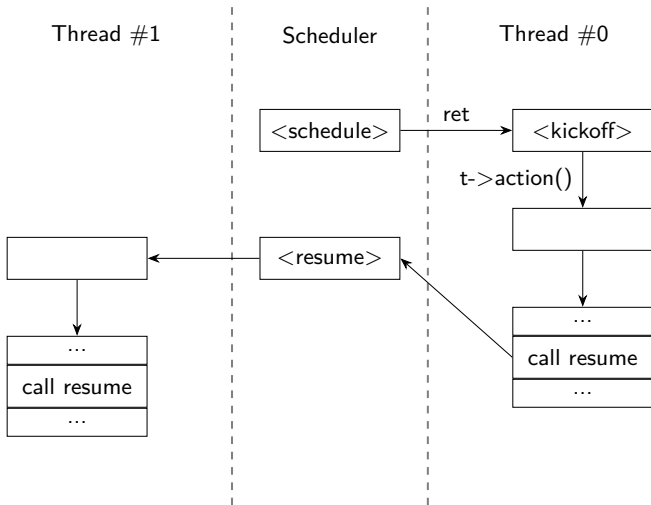 Thread #1 Scheduler Thread #0
<schedule> ret <kickoff>
t->action()
<resume>
...
... call resume
call resume ...
...